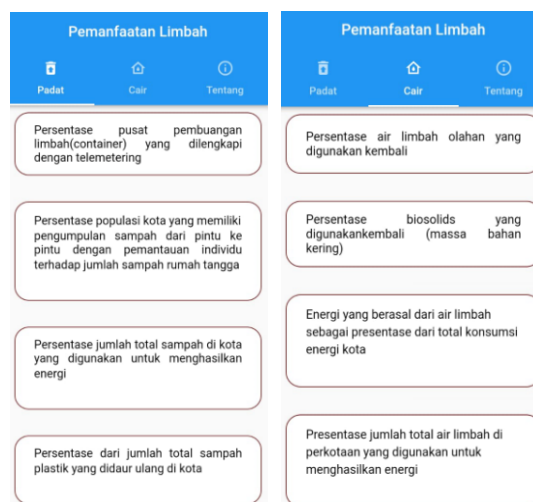 Pemanfaatan Limbah
Padat
Cair
Tentang
Persentase pusat pembuangan
limbah(container) yang dilengkapi
dengan telemetering
Persentase populasi kota yang memiliki
pengumpulan sampah dari pintu ke
pintu dengan pemantauan individu
terhadap jumlah sampah rumah tangga
Persentase jumlah total sampah di kota
yang digunakan untuk menghasilkan
energi
Persentase dari jumlah total sampah
plastik yang didaur ulang di kota
Pemanfaatan Limbah
Padat
Cair
Tentang
Persentase air limbah olahan yang
digunakan kembali
Persentase biosolids yang
digunakankembali (massa bahan
kering)
Energi yang berasal dari air limbah
sebagai presentase dari total konsumsi
energi kota
Presentase jumlah total air limbah di
perkotaan yang digunakan untuk
menghasilkan energi